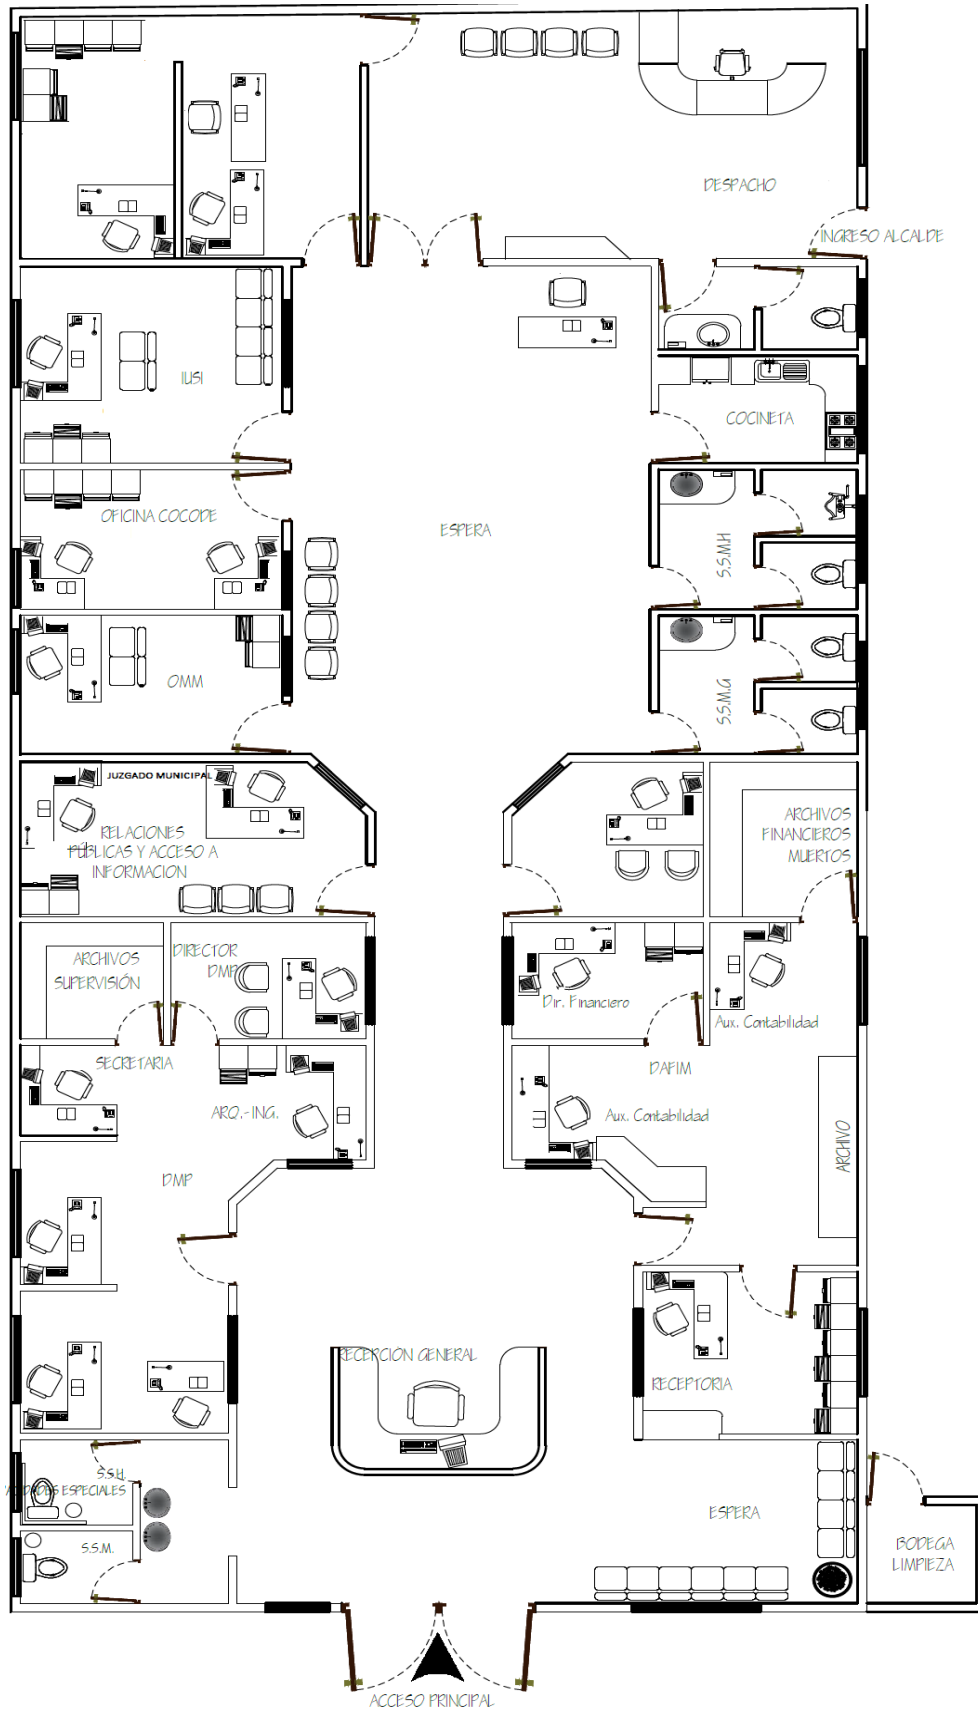 DESPACHO
INGRESO ALCALDE
IUSI
COCINETA
OFICINA COCODE
ESPERA
S.S.M.H
OMM
S.S.M.G
JUZGADO MUNICIPAL
RELACIONES
PÚBLICAS Y ACCESO A
INFORMACION
ARCHIVOS
FINANCIEROS
MUERTOS
ARCHIVOS
SUPERVISIÓN
DIRECTOR
DMP
Dir. Financiero
Aux. Contabilidad
SECRETARIA
DAFIM
ARQ.-ING.
Aux. Contabilidad
ARCHIVO
DMP
RECEPCION GENERAL
RECEPTORIA
S.S.H.
ESPECIALES
ESPERA
S.S.M.
BODEGA
LIMPIEZA
ACCESO PRINCIPAL